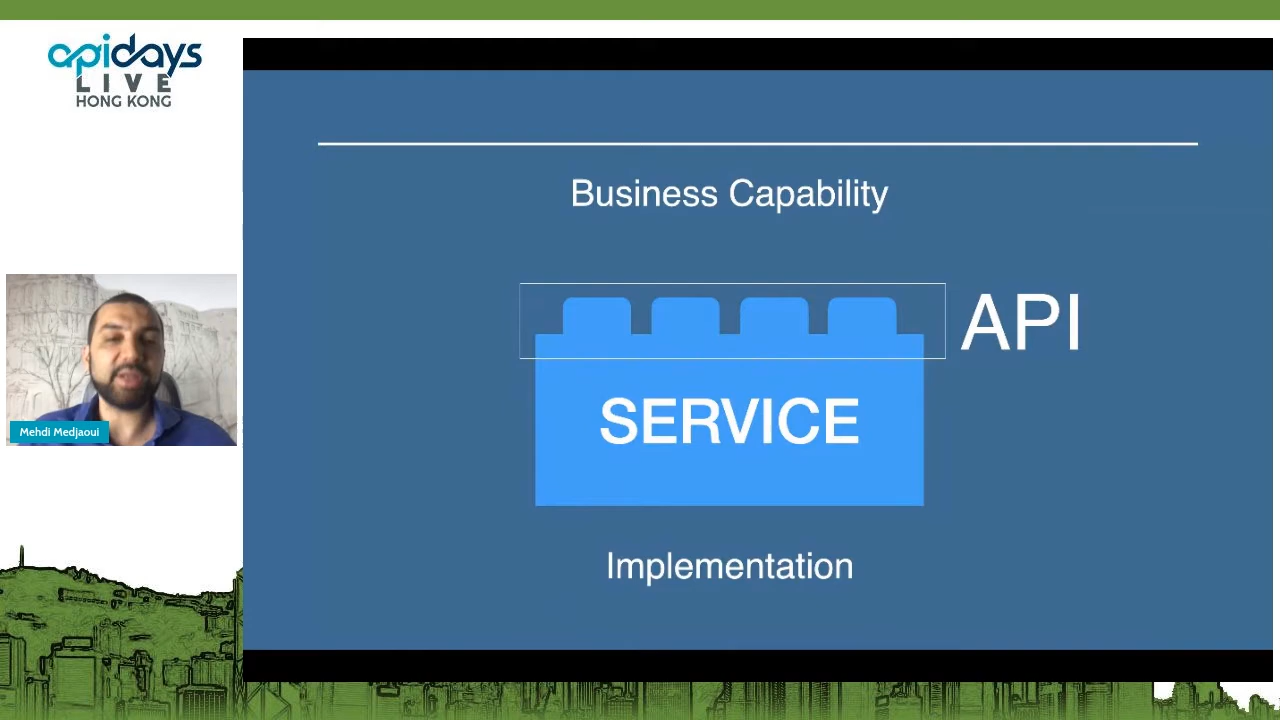 apidays
LIVE
HONG KONG
Business Capability
API
SERVICE
Implementation
Mehdi Medjaoui